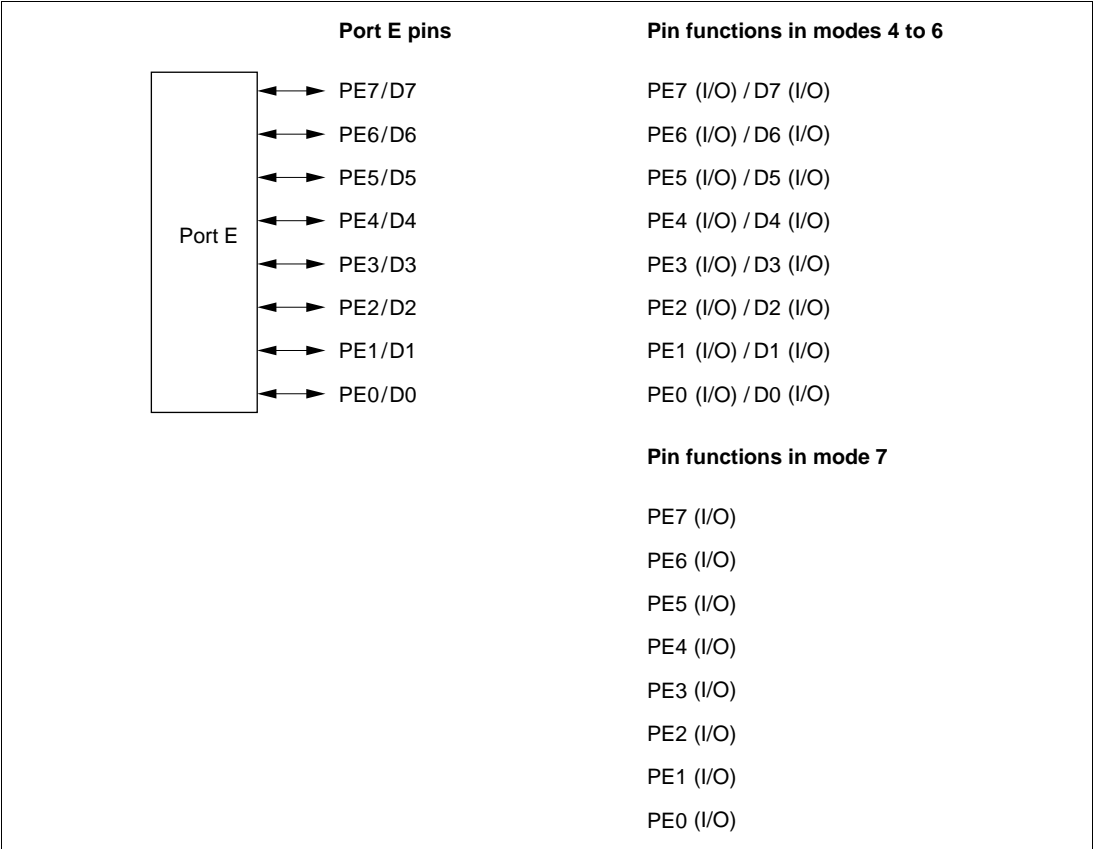 Port E pins Pin functions in modes 4 to 6
PE7/D7 PE7 (I/O) / D7 (I/O)
PE6/D6 PE6 (I/O) / D6 (I/O)
PE5/D5 PE5 (I/O) / D5 (I/O)
PE4/D4 PE4 (I/O) / D4 (I/O)
Port E
PE3/D3 PE3 (I/O) / D3 (I/O)
PE2/D2 PE2 (I/O) / D2 (I/O)
PE1/D1 PE1 (I/O) / D1 (I/O)
PE0/D0 PE0 (I/O) / D0 (I/O)
Pin functions in mode 7
PE7 (I/O)
PE6 (I/O)
PE5 (I/O)
PE4 (I/O)
PE3 (I/O)
PE2 (I/O)
PE1 (I/O)
PE0 (I/O)